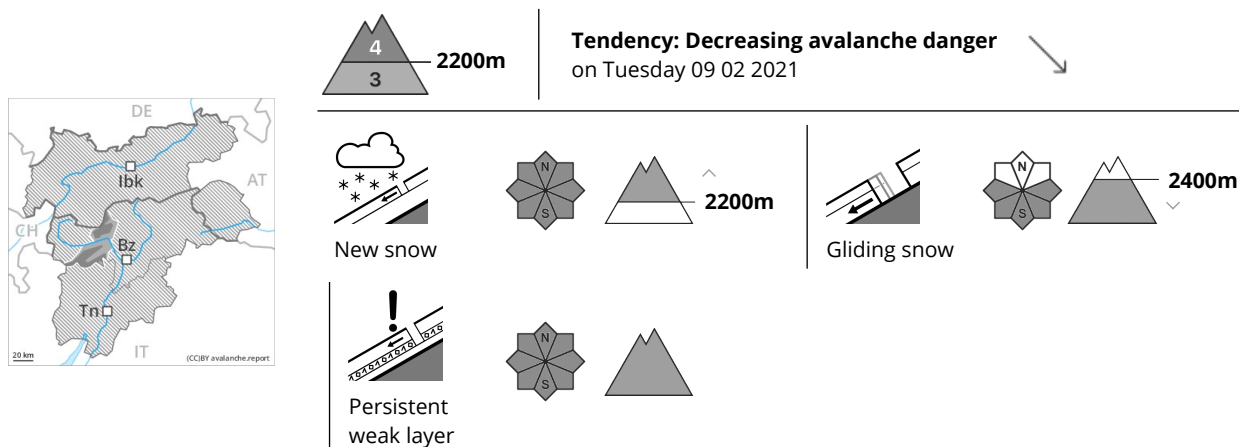 4
3
2200m
Tendency: Decreasing avalanche danger
on Tuesday 09 02 2021
DE
Ibk
AT
CH
Bz
Tn
IT
20 km
(CC)BY avalanche.report
N
S
2200m
New snow
N
S
2400m
Gliding snow
N
S
Persistent
weak layer